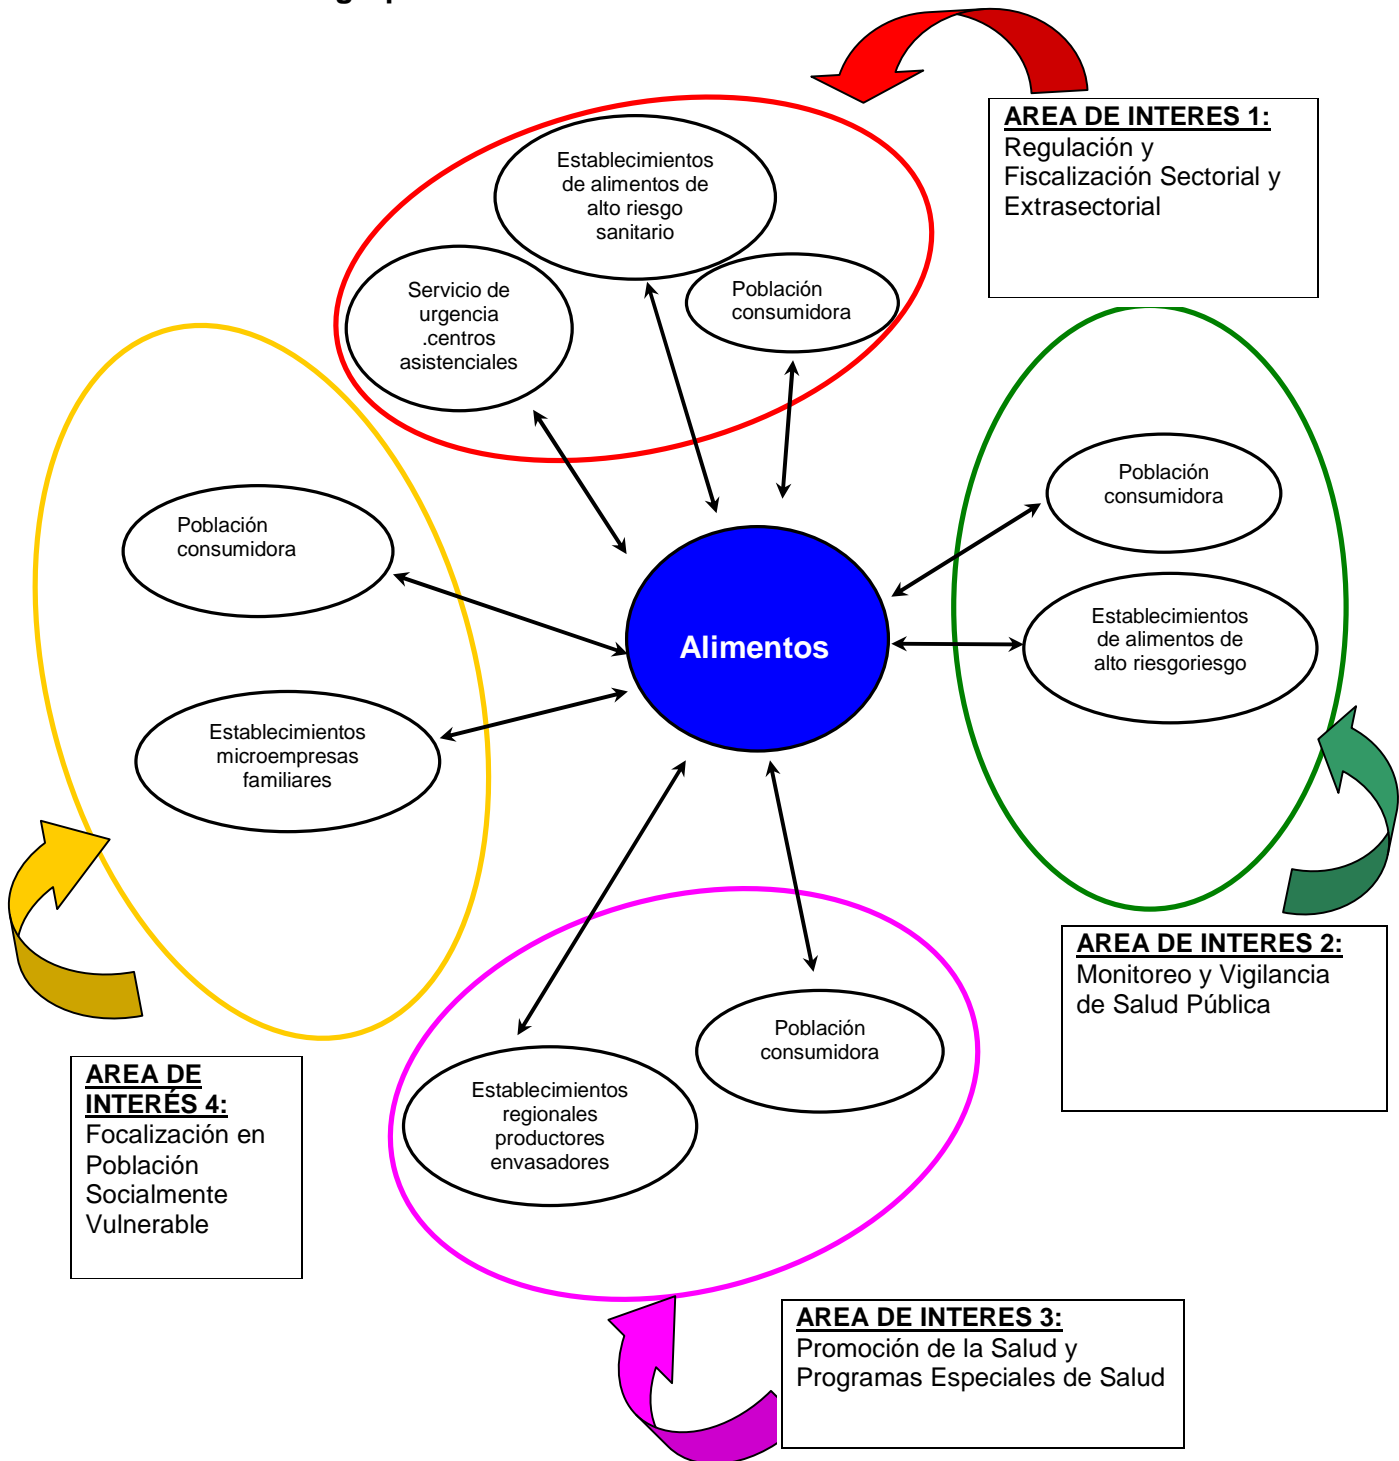 AREA DE INTERES 1:
Regulación y
Fiscalización Sectorial y
Extrasectorial
Establecimientos
de alimentos de
alto riesgo
sanitario
Servicio de
urgencia
.centros
asistenciales
Población
consumidora
Población
consumidora
Establecimientos
de alimentos de
alto riesgoriesgo
Población
consumidora
Alimentos
Establecimientos
microempresas
familiares
AREA DE INTERES 2:
Monitoreo y Vigilancia
de Salud Pública
Población
consumidora
Establecimientos
regionales
productores
envasadores
AREA DE
INTERÉS 4:
Focalización en
Población
Socialmente
Vulnerable
AREA DE INTERES 3:
Promoción de la Salud y
Programas Especiales de Salud